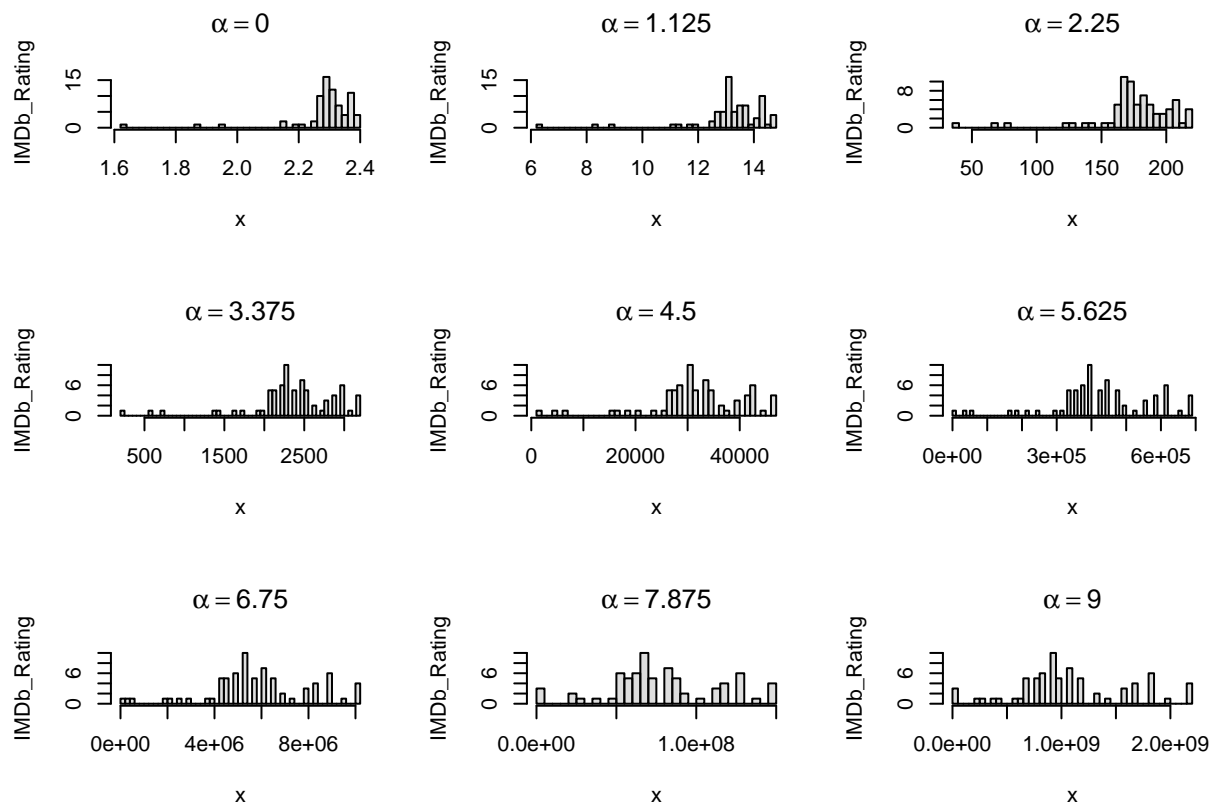 α = 0
IMDb_Rating
0 15
1.6 1.8 2.0 2.2 2.4
x
α = 1.125
IMDb_Rating
0 15
6 8 10 12 14
x
α = 2.25
IMDb_Rating
0 8
50 100 150 200
x
α = 3.375
IMDb_Rating
0 6
500 1500 2500
x
α = 4.5
IMDb_Rating
0 6
0 20000 40000
x
α = 5.625
IMDb_Rating
0 6
0e+00 3e+05 6e+05
x
α = 6.75
IMDb_Rating
0 6
0e+00 4e+06 8e+06
x
α = 7.875
IMDb_Rating
0 6
0.0e+00 1.0e+08
x
α = 9
IMDb_Rating
0 6
0.0e+00 1.0e+09 2.0e+09
x